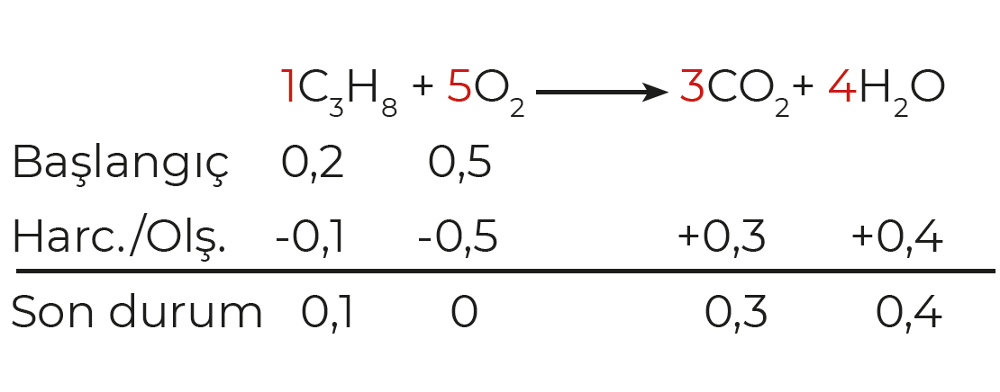 1C₃H₈ + 5O₂ ⟶ 3CO₂ + 4H₂O
Başlangıç 0,2 0,5
Harc./Olş. -0,1 -0,5 +0,3 +0,4
Son durum 0,1 0 0,3 0,4